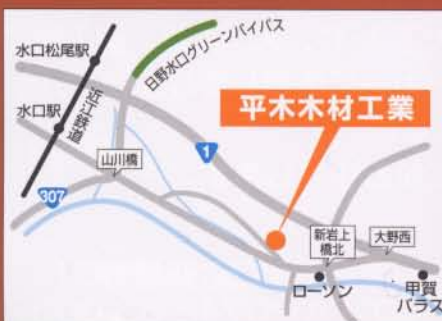 水口松尾駅
日野水口グリーンバイパス
近江鉄道
水口駅
平木木材工業
山川橋
1
307
新岩上
橋北
大野西
ローソン
甲賀
バラス